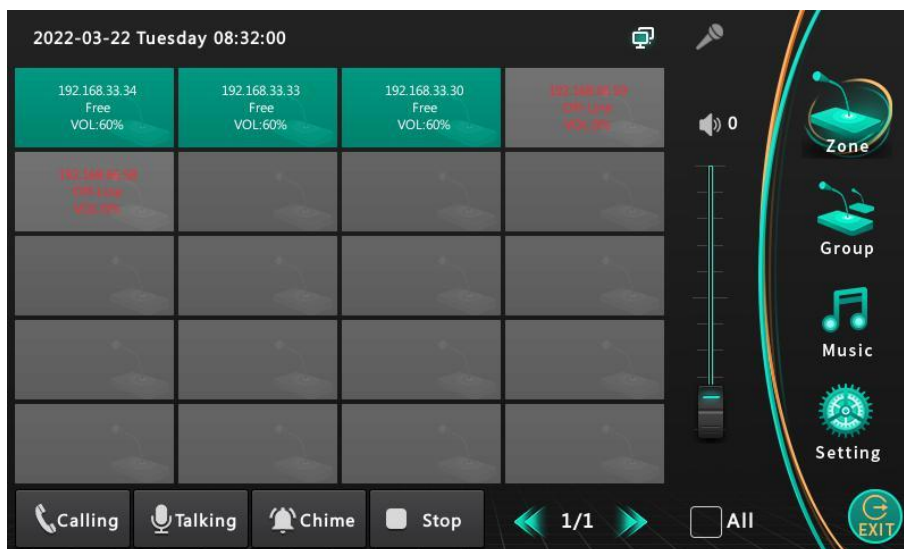 2022-03-22 Tuesday 08:32:00
192.168.33.34
Free
VOL:60%
192.168.33.33
Free
VOL:60%
192.168.33.30
Free
VOL:60%
0
Zone
Group
Music
Setting
Calling
Talking
Chime
Stop
1/1
All
EXIT